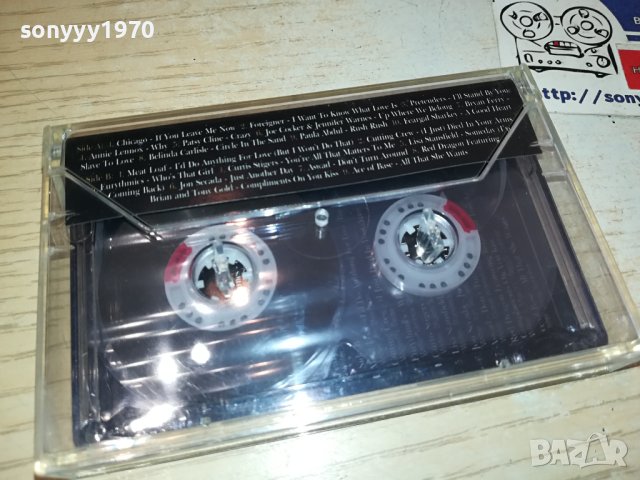 sonyyy1970
Side A: 1. Chicago - If You Leave Me Now 2. Foreigner - I Want To Know What Love Is 3. Pretenders - I'll Stand By You
4. Annie Lennox - Why 5. Patsy Cline - Crazy 6. Joe Cocker & Jennifer Warnes - Up Where We Belong 7. Bryan Ferry -
Slave To Love 8. Belinda Carlisle - Circle In The Sand 9. Paula Abdul - Rush Rush 10. Feargal Sharkey - A Good Heart
Side B: 1. Meat Loaf - I'd Do Anything For Love (But I Won't Do That) 2. Cutting Crew - (I Just) Died In Your Arms
3. Eurythmics - Who's That Girl 4. Curtis Stigers - You're All That Matters To Me 5. Lisa Stansfield - Someday (I'm
Coming Back) 6. Jon Secada - Just Another Day 7. Aswad - Don't Turn Around 8. Red Dragon Featuring
Brian and Tony Gold - Compliments On You Kiss 9. Ace of Base - All That She Wants
BAZAR